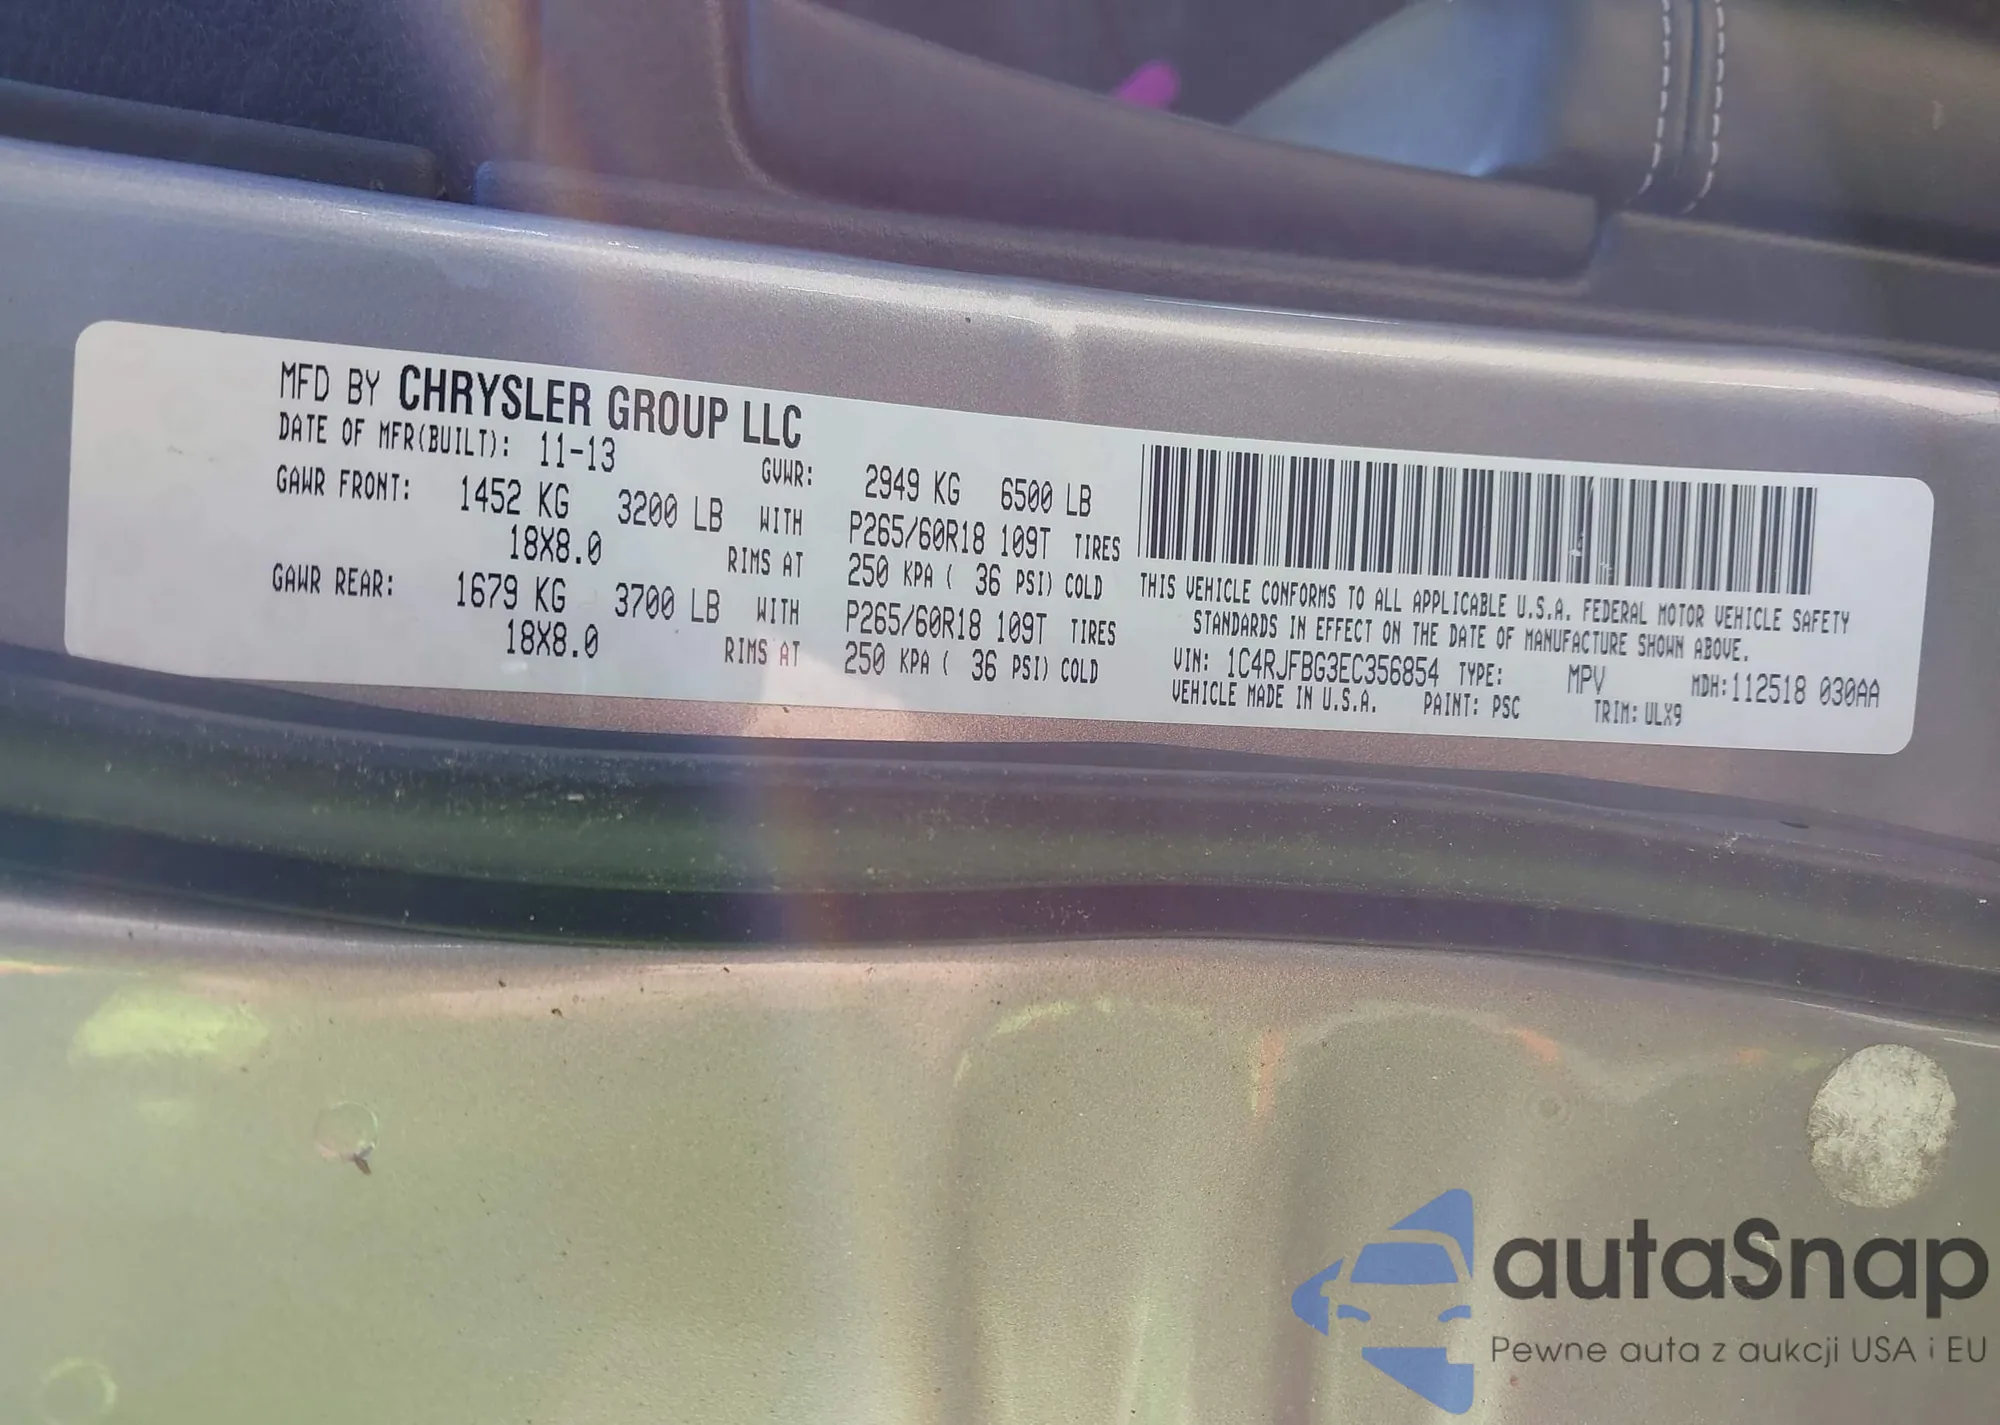 MFD BY CHRYSLER GROUP LLC
DATE OF MFR(BUILT): 11-13 GVWR: 2949 KG 6500 LB
GAWR FRONT: 1452 KG 3200 LB WITH P265/60R18 109T TIRES
18X8.0 RIMS AT 250 KPA ( 36 PSI) COLD
GAWR REAR: 1679 KG 3700 LB WITH P265/60R18 109T TIRES
18X8.0 RIMS AT 250 KPA ( 36 PSI) COLD
THIS VEHICLE CONFORMS TO ALL APPLICABLE U.S.A. FEDERAL MOTOR VEHICLE SAFETY
STANDARDS IN EFFECT ON THE DATE OF MANUFACTURE SHOWN ABOVE.
VIN: 1C4RJFBG3EC356854 TYPE: MPV MDH:112518 030AA
VEHICLE MADE IN U.S.A. PAINT: PSC TRIM: ULX9
autaSnap
Pewne auta z aukcji USA i EU